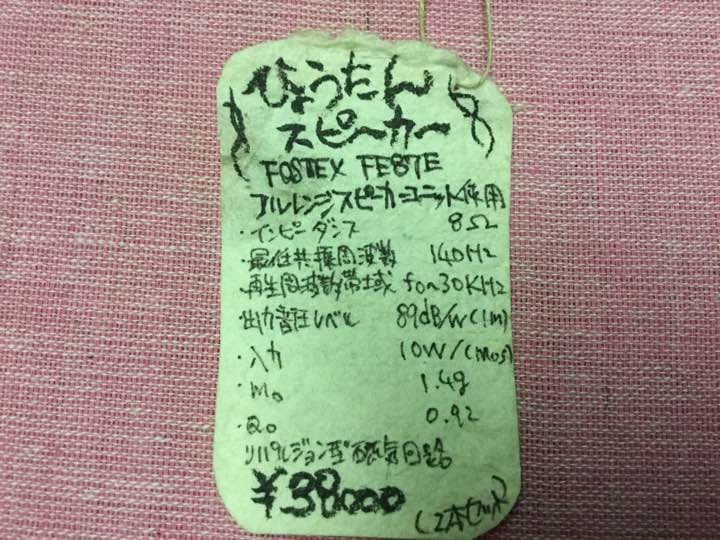 ひょうたん
スピーカー
FOSTEX FE87E
フルレンジスピーカーユニット使用
・インピーダンス 8Ω
・最低共振周波数 140Hz
・再生周波数帯域 fo~30KHz
出力音圧レベル 89dB/W(1m)
・入力 10W/(mos)
・Mo 1.4g
・Qo 0.92
リパルジョン型磁気回路
¥38000
(2本セット)